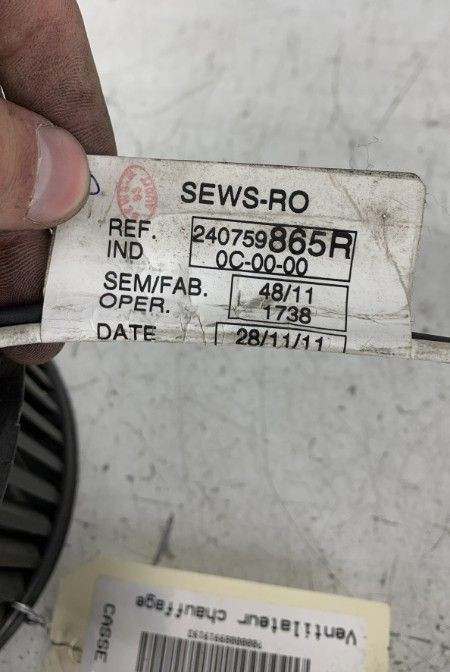 SEWS-RO
REF. 240759865R
IND 0C-00-00
SEM/FAB. 48/11
OPER. 1738
DATE 28/11/11
Ventilateur chauffage
CASSE